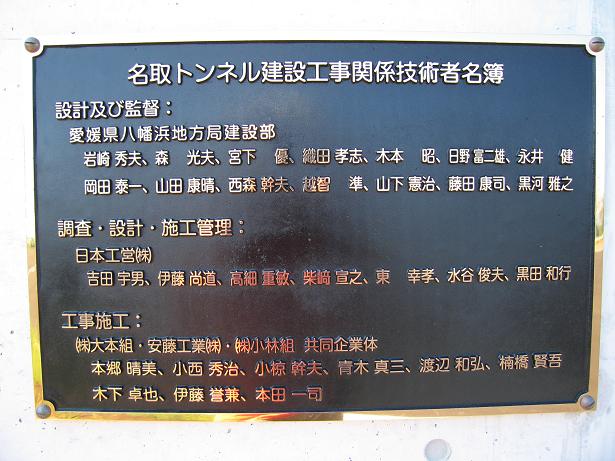 名取トンネル建設工事関係技術者名簿
設計及び監督：
愛媛県八幡浜地方局建設部
岩崎 秀夫、森　光夫、宮下　優、織田 孝志、木本　昭、日野 富二雄、永井　健
岡田 泰一、山田 康晴、西森 幹夫、越智　準、山下 憲治、藤田 康司、黒河 雅之
調査・設計・施工管理：
日本工営㈱
吉田 宇男、伊藤 尚道、高細 重敏、柴﨑 宣之、東　幸孝、水谷 俊夫、黒田 和行
工事施工：
㈱大本組・安藤工業㈱・㈱小林組 共同企業体
本郷 晴美、小西 秀治、小椋 幹夫、青木 真三、渡辺 和弘、楠橋 賢吾
木下 卓也、伊藤 誉兼、本田 一司